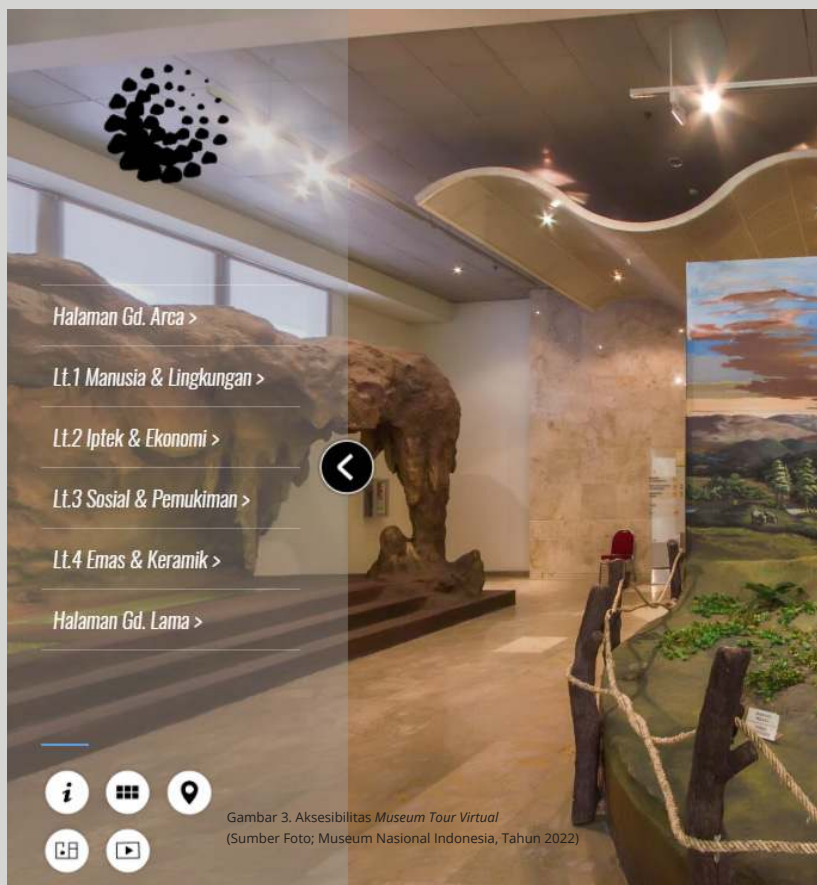 Halaman Gd. Arca >
Lt.1 Manusia & Lingkungan >
Lt.2 Iptek & Ekonomi >
Lt.3 Sosial & Pemukiman >
Lt.4 Emas & Keramik >
Halaman Gd. Lama >
Gambar 3. Aksesibilitas Museum Tour Virtual
(Sumber Foto; Museum Nasional Indonesia, Tahun 2022)